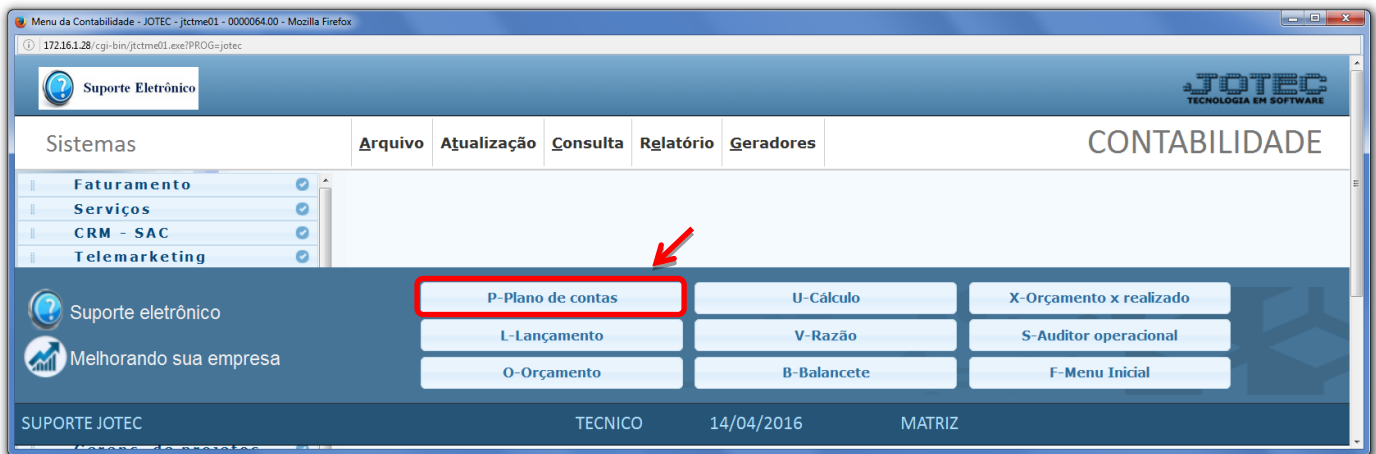 Menu da Contabilidade - JOTEC - jtctme01 - 0000064.00 - Mozilla Firefox
172.16.1.28/cgi-bin/jtctme01.exe?PROG=jotec
Suporte Eletrônico
JOTEC
TECNOLOGIA EM SOFTWARE
Sistemas Arquivo Atualização Consulta Relatório Geradores CONTABILIDADE
Faturamento
Serviços
CRM - SAC
Telemarketing
P-Plano de contas U-Cálculo X-Orçamento x realizado
Suporte eletrônico
L-Lançamento V-Razão S-Auditor operacional
Melhorando sua empresa
O-Orçamento B-Balancete F-Menu Inicial
SUPORTE JOTEC TECNICO 14/04/2016 MATRIZ